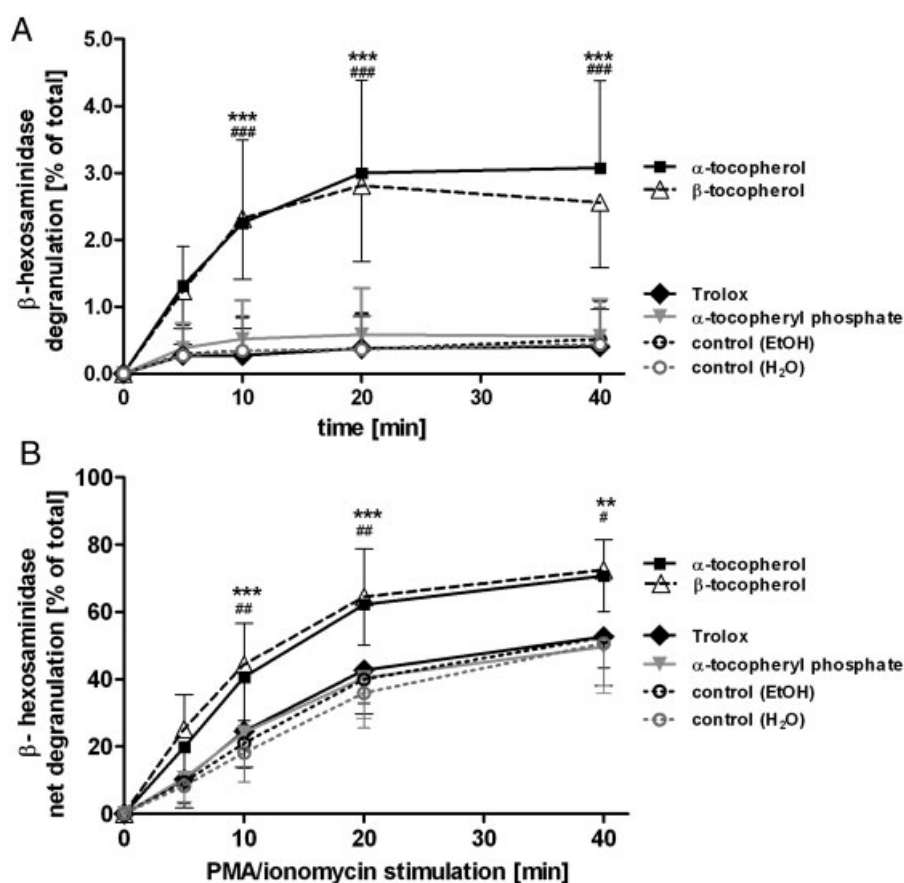 A
5.0
4.0
3.0
2.0
1.0
0.0
β-hexosaminidase
degranulation [% of total]
***
###
***
###
***
###
0
10
20
30
40
time [min]
α-tocopherol
β-tocopherol
Trolox
α-tocopheryl phosphate
control (EtOH)
control (H₂O)
B
100
80
60
40
20
0
β- hexosaminidase
net degranulation [% of total]
***
##
***
##
**
#
0
10
20
30
40
PMA/ionomycin stimulation [min]
α-tocopherol
β-tocopherol
Trolox
α-tocopheryl phosphate
control (EtOH)
control (H₂O)